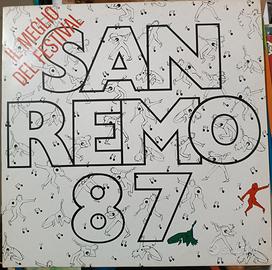 IL MEGLIO
DEL FESTIVAL
SAN
REMO
87